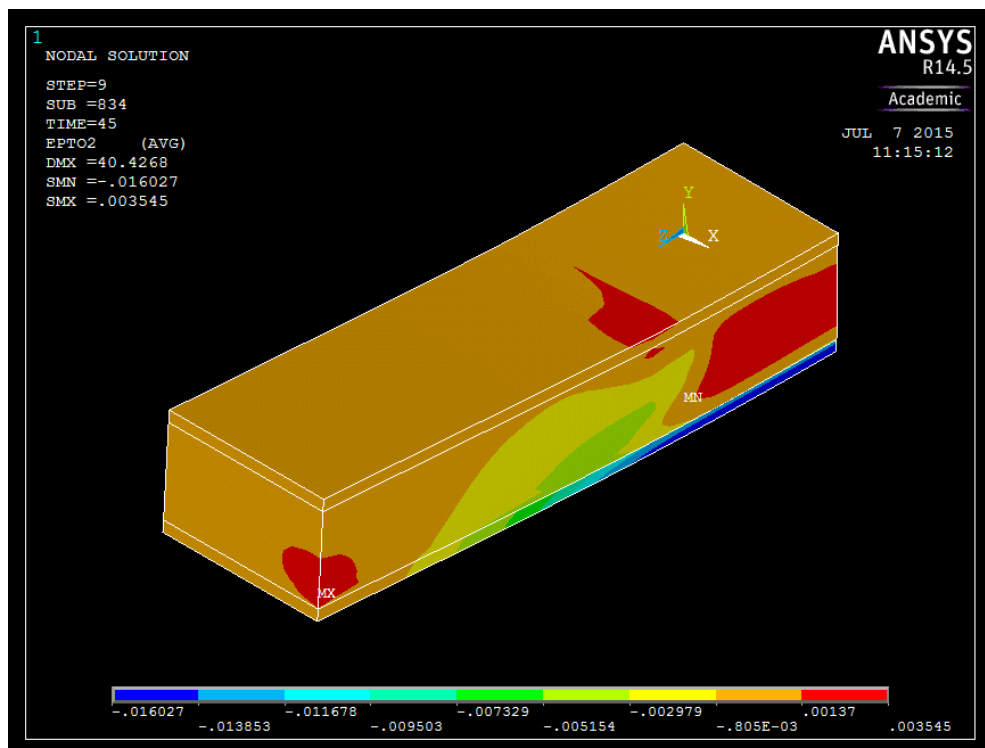 1
NODAL SOLUTION
STEP=9
SUB =834
TIME=45
EPTO2    (AVG)
DMX =40.4268
SMN =-.016027
SMX =.003545
ANSYS
R14.5
Academic
JUL  7 2015
11:15:12
Y
Z X
MN
MX
-.016027 -.011678 -.007329 -.002979 .00137
-.013853 -.009503 -.005154 -.805E-03 .003545